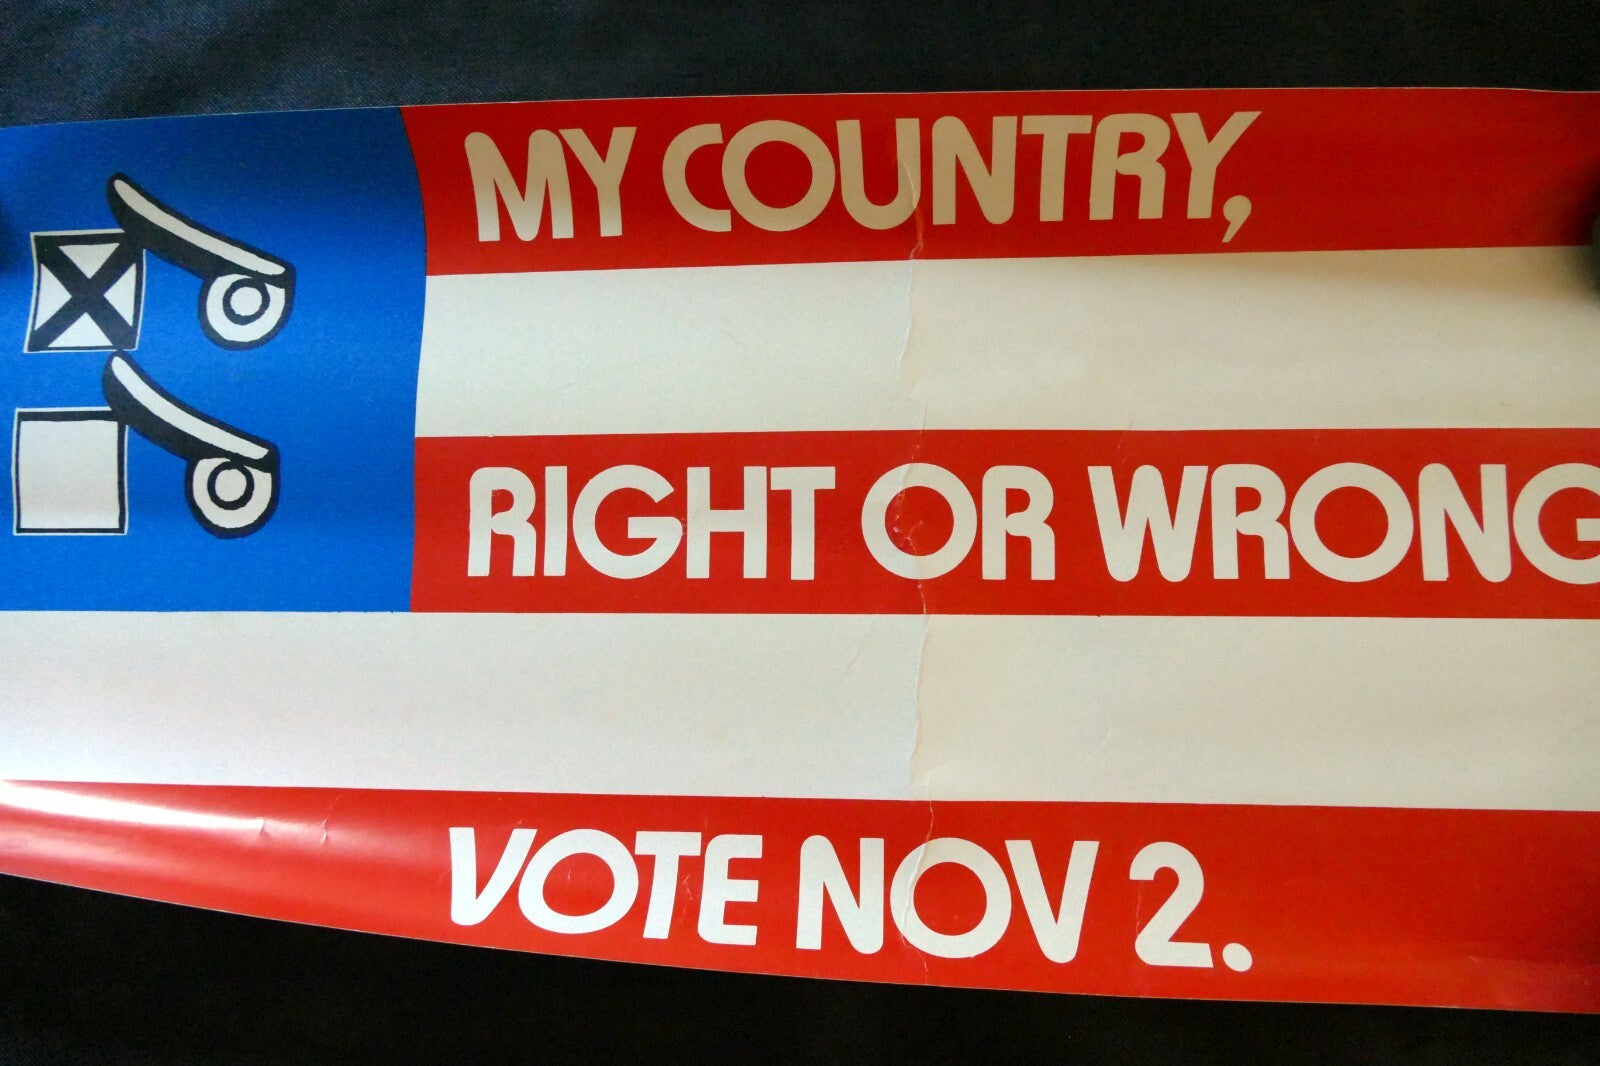 MY COUNTRY,
RIGHT OR WRONG
VOTE NOV 2.